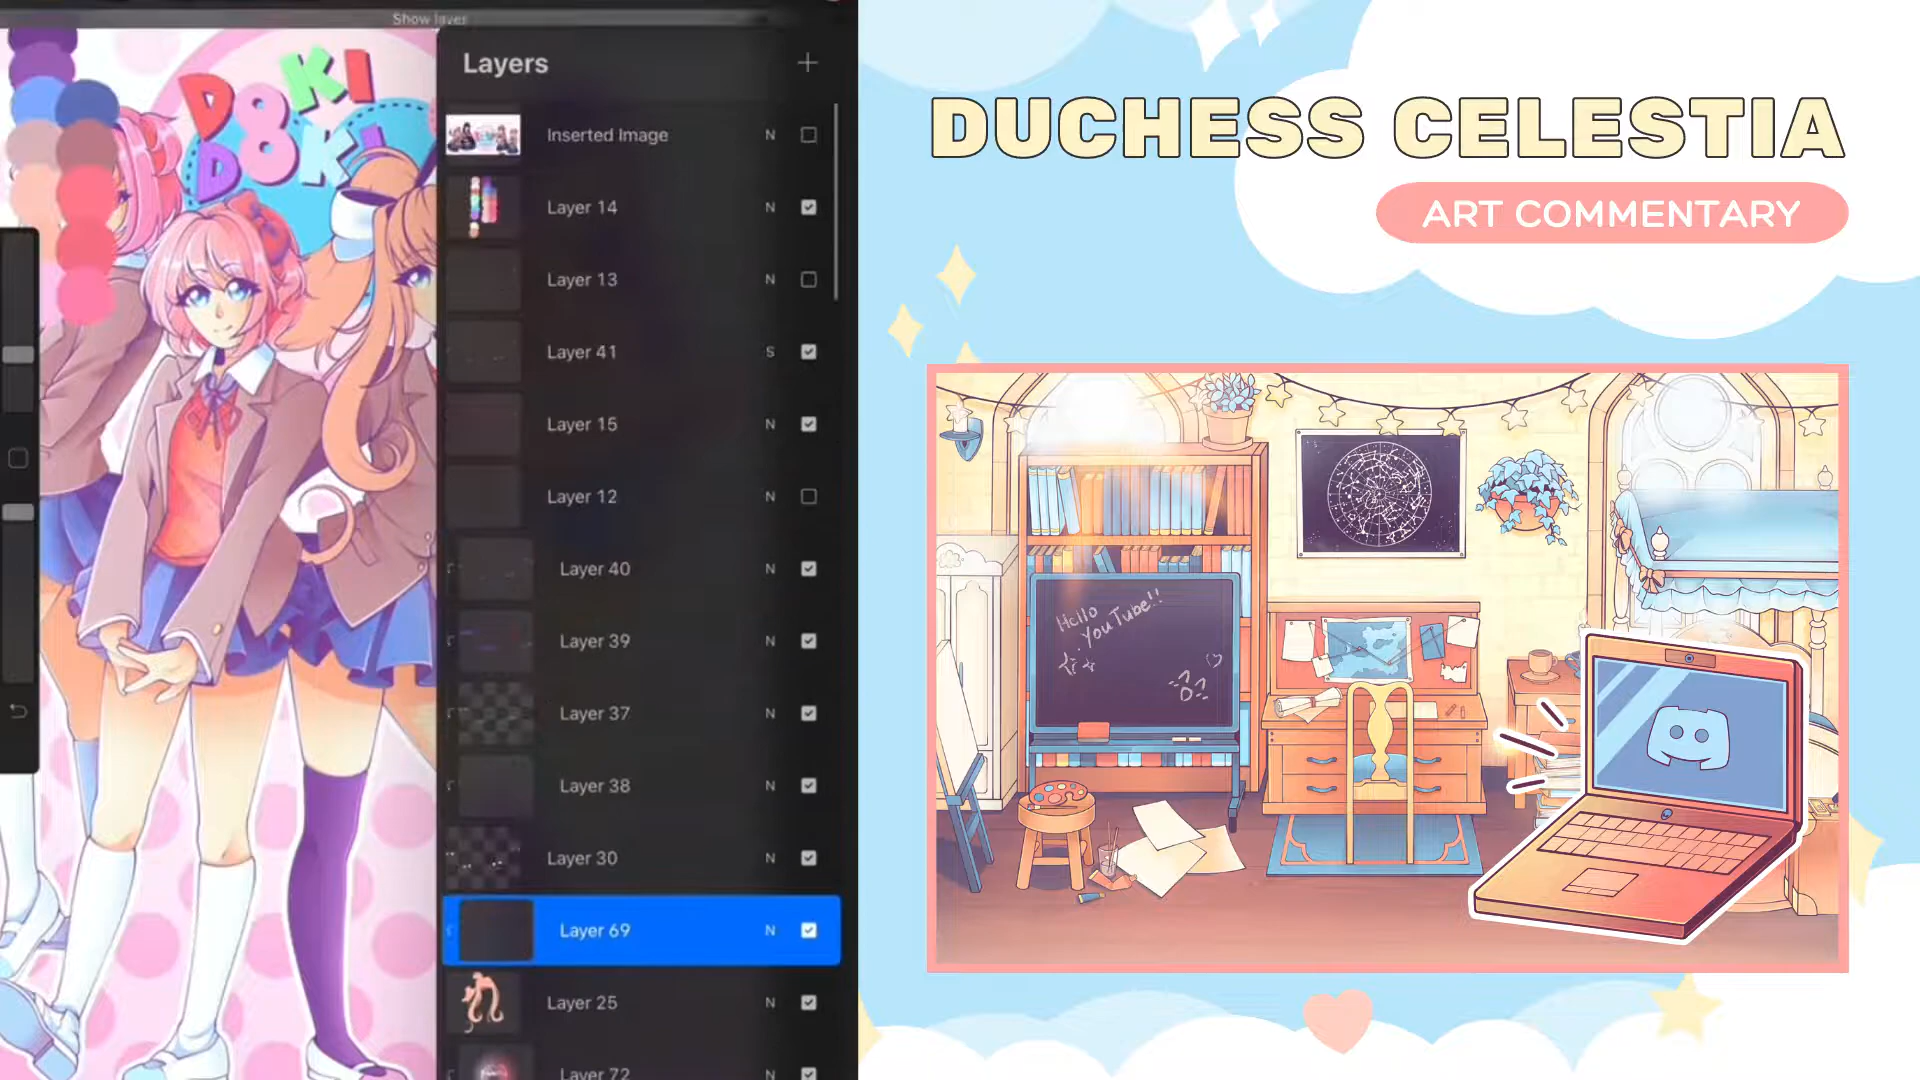 Show layer
DOKI
DOKI
Layers
Inserted Image N
Layer 14 N
Layer 13 N
Layer 41 S
Layer 15 N
Layer 12 N
Layer 40 N
Layer 39 N
Layer 37 N
Layer 38 N
Layer 30 N
Layer 69 N
Layer 25 N
Layer 72 N
DUCHESS CELESTIA
ART COMMENTARY
Hello
YouTube!!